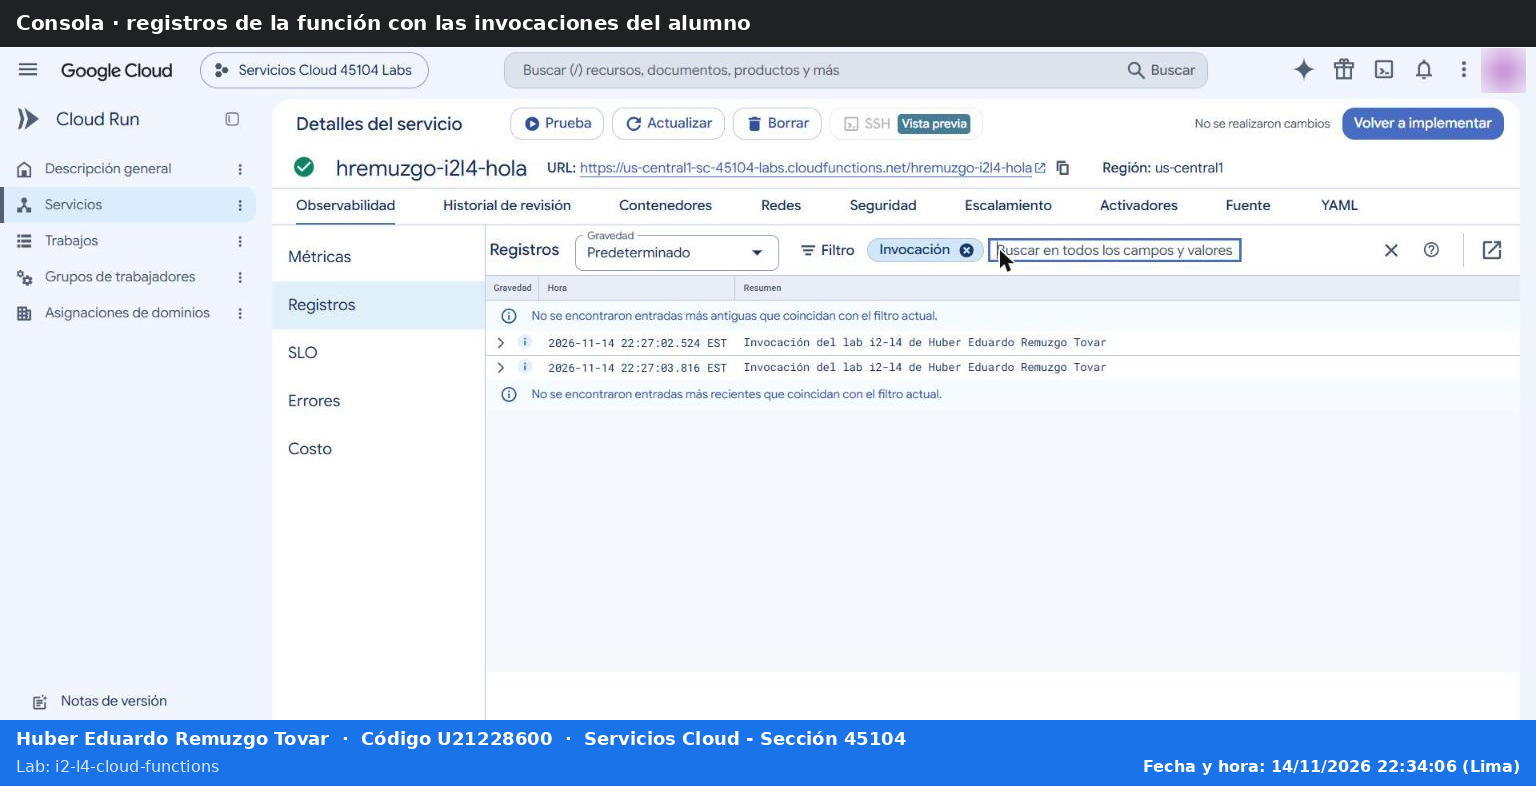 Consola · registros de la función con las invocaciones del alumno
Google Cloud
Servicios Cloud 45104 Labs
Buscar (/) recursos, documentos, productos y más
Buscar
Cloud Run
Detalles del servicio
Prueba
Actualizar
Borrar
SSH
Vista previa
No se realizaron cambios
Volver a implementar
Descripción general
Servicios
Trabajos
Grupos de trabajadores
Asignaciones de dominios
hremuzgo-i2l4-hola
URL: https://us-central1-sc-45104-labs.cloudfunctions.net/hremuzgo-i2l4-hola
Región: us-central1
Observabilidad
Historial de revisión
Contenedores
Redes
Seguridad
Escalamiento
Activadores
Fuente
YAML
Métricas
Registros
SLO
Errores
Costo
Registros
Gravedad
Predeterminado
Filtro
Invocación
Buscar en todos los campos y valores
Gravedad Hora Resumen
No se encontraron entradas más antiguas que coincidan con el filtro actual.
2026-11-14 22:27:02.524 EST Invocación del lab i2-l4 de Huber Eduardo Remuzgo Tovar
2026-11-14 22:27:03.816 EST Invocación del lab i2-l4 de Huber Eduardo Remuzgo Tovar
No se encontraron entradas más recientes que coincidan con el filtro actual.
Notas de versión
Huber Eduardo Remuzgo Tovar · Código U21228600 · Servicios Cloud - Sección 45104
Lab: i2-l4-cloud-functions
Fecha y hora: 14/11/2026 22:34:06 (Lima)